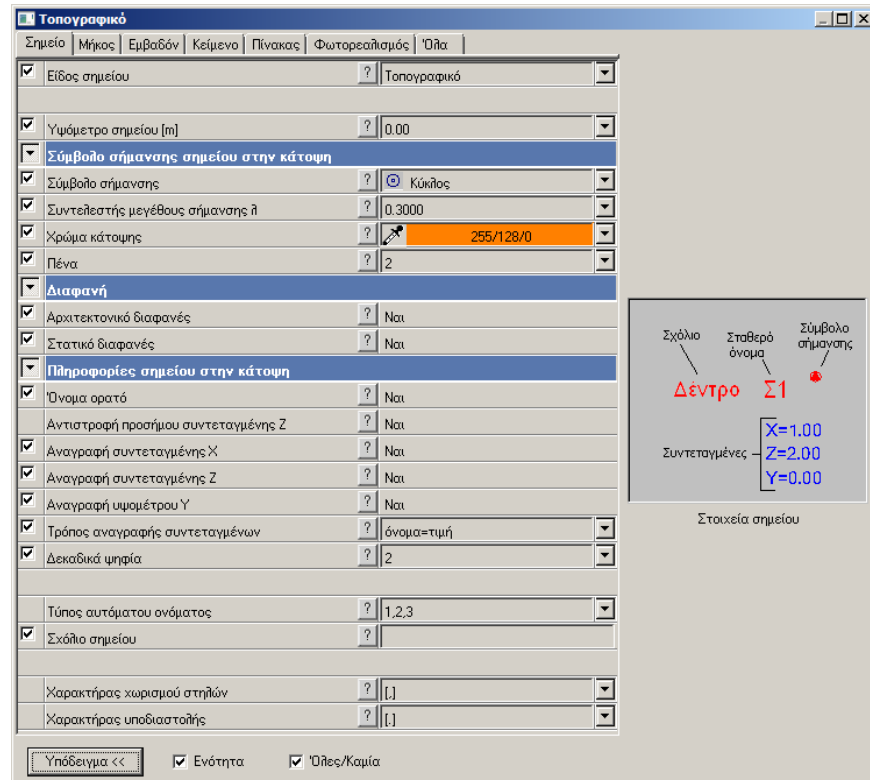 Τοπογραφικό
Σημείο Μήκος Εμβαδόν Κείμενο Πίνακας Φωτορεαλισμός Όλα
Είδος σημείου ? Τοπογραφικό
Υψόμετρο σημείου [m] ? 0.00
Σύμβολο σήμανσης σημείου στην κάτοψη
Σύμβολο σήμανσης ? Κύκλος
Συντελεστής μεγέθους σήμανσης λ ? 0.3000
Χρώμα κάτοψης ? 255/128/0
Πένα ? 2
Διαφανή
Αρχιτεκτονικό διαφανές ? Ναι
Στατικό διαφανές ? Ναι
Πληροφορίες σημείου στην κάτοψη
Όνομα ορατό ? Ναι
Αντιστροφή προσήμου συντεταγμένης Z ? Ναι
Αναγραφή συντεταγμένης X ? Ναι
Αναγραφή συντεταγμένης Z ? Ναι
Αναγραφή υψομέτρου Y ? Ναι
Τρόπος αναγραφής συντεταγμένων ? όνομα=τιμή
Δεκαδικά ψηφία ? 2
Τύπος αυτόματου ονόματος ? 1,2,3
Σχόλιο σημείου ?
Χαρακτήρας χωρισμού στηλών ? [,]
Χαρακτήρας υποδιαστολής ? [.]
Υπόδειγμα << Ενότητα Όλες/Καμία
Σχόλιο Σταθερό όνομα Σύμβολο σήμανσης
Δέντρο Σ1
Συντεταγμένες
X=1.00
Z=2.00
Y=0.00
Στοιχεία σημείου